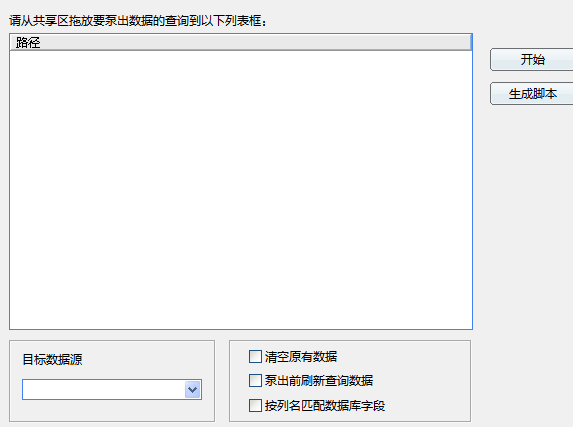 请从共享区拖放要泵出数据的查询到以下列表框：
路径
开始
生成脚本
目标数据源
清空原有数据
泵出前刷新查询数据
按列名匹配数据库字段